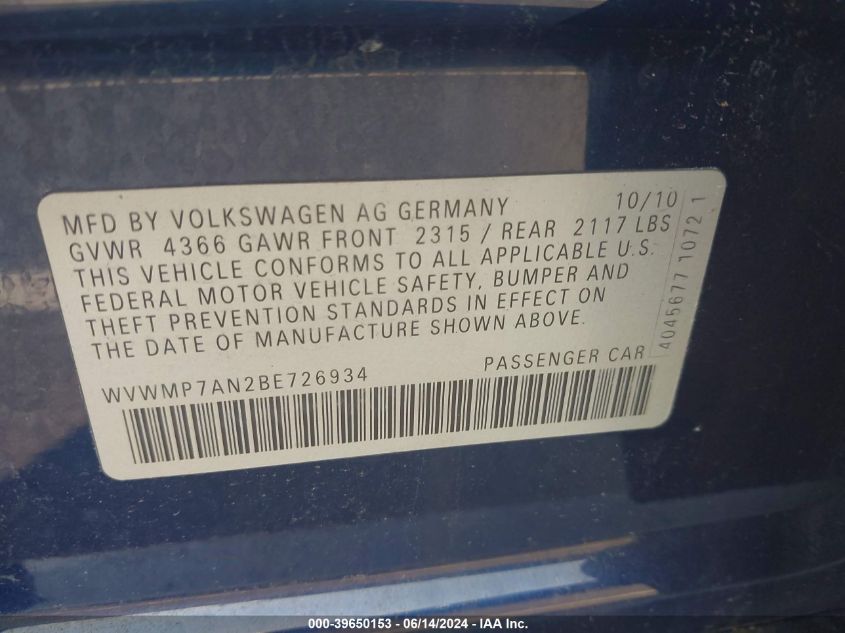 MFD BY VOLKSWAGEN AG GERMANY 10/10
GVWR 4366 GAWR FRONT 2315 / REAR 2117 LBS
THIS VEHICLE CONFORMS TO ALL APPLICABLE U.S.
FEDERAL MOTOR VEHICLE SAFETY, BUMPER AND
THEFT PREVENTION STANDARDS IN EFFECT ON
THE DATE OF MANUFACTURE SHOWN ABOVE.
WVWMP7AN2BE726934 PASSENGER CAR
4045677 1072 1
000-39650153 - 06/14/2024 - IAA Inc.